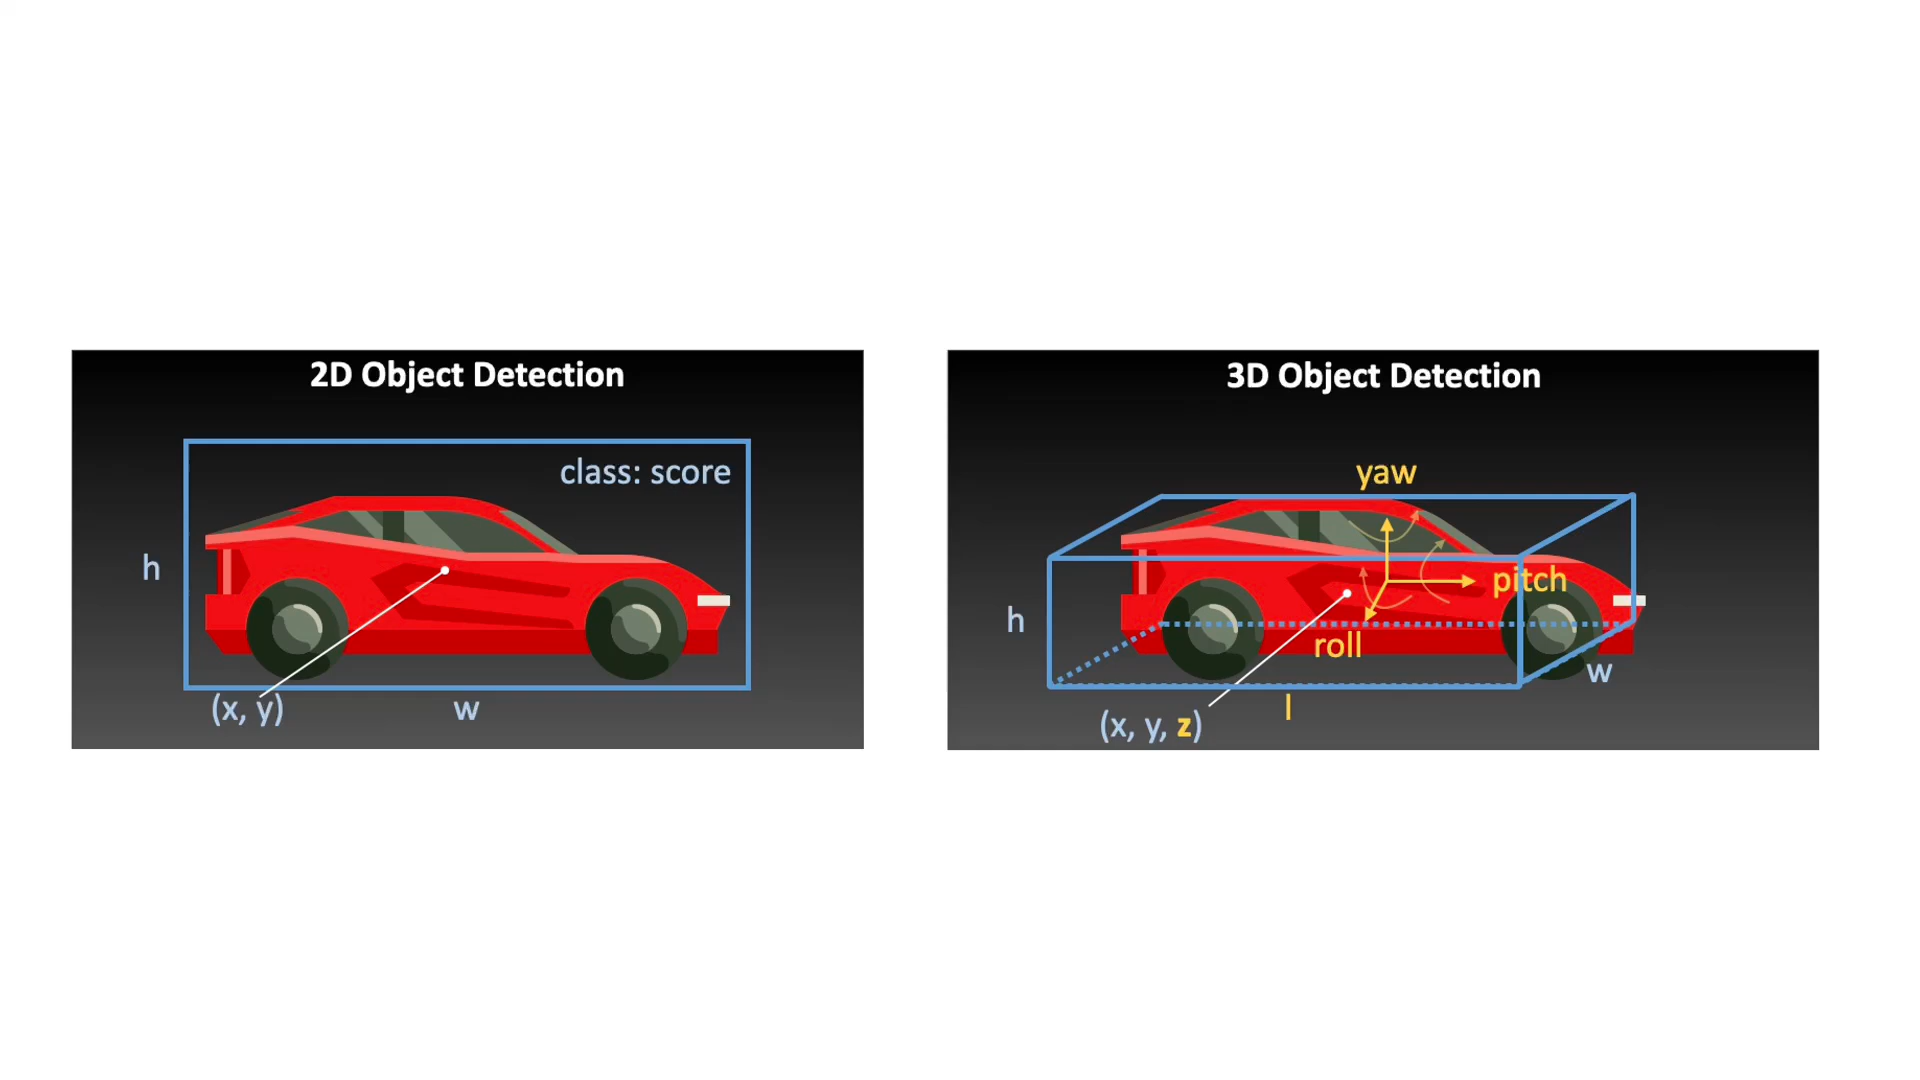 2D Object Detection
class: score
h
(x, y)
w
3D Object Detection
yaw
pitch
h
roll
w
l
(x, y, z)